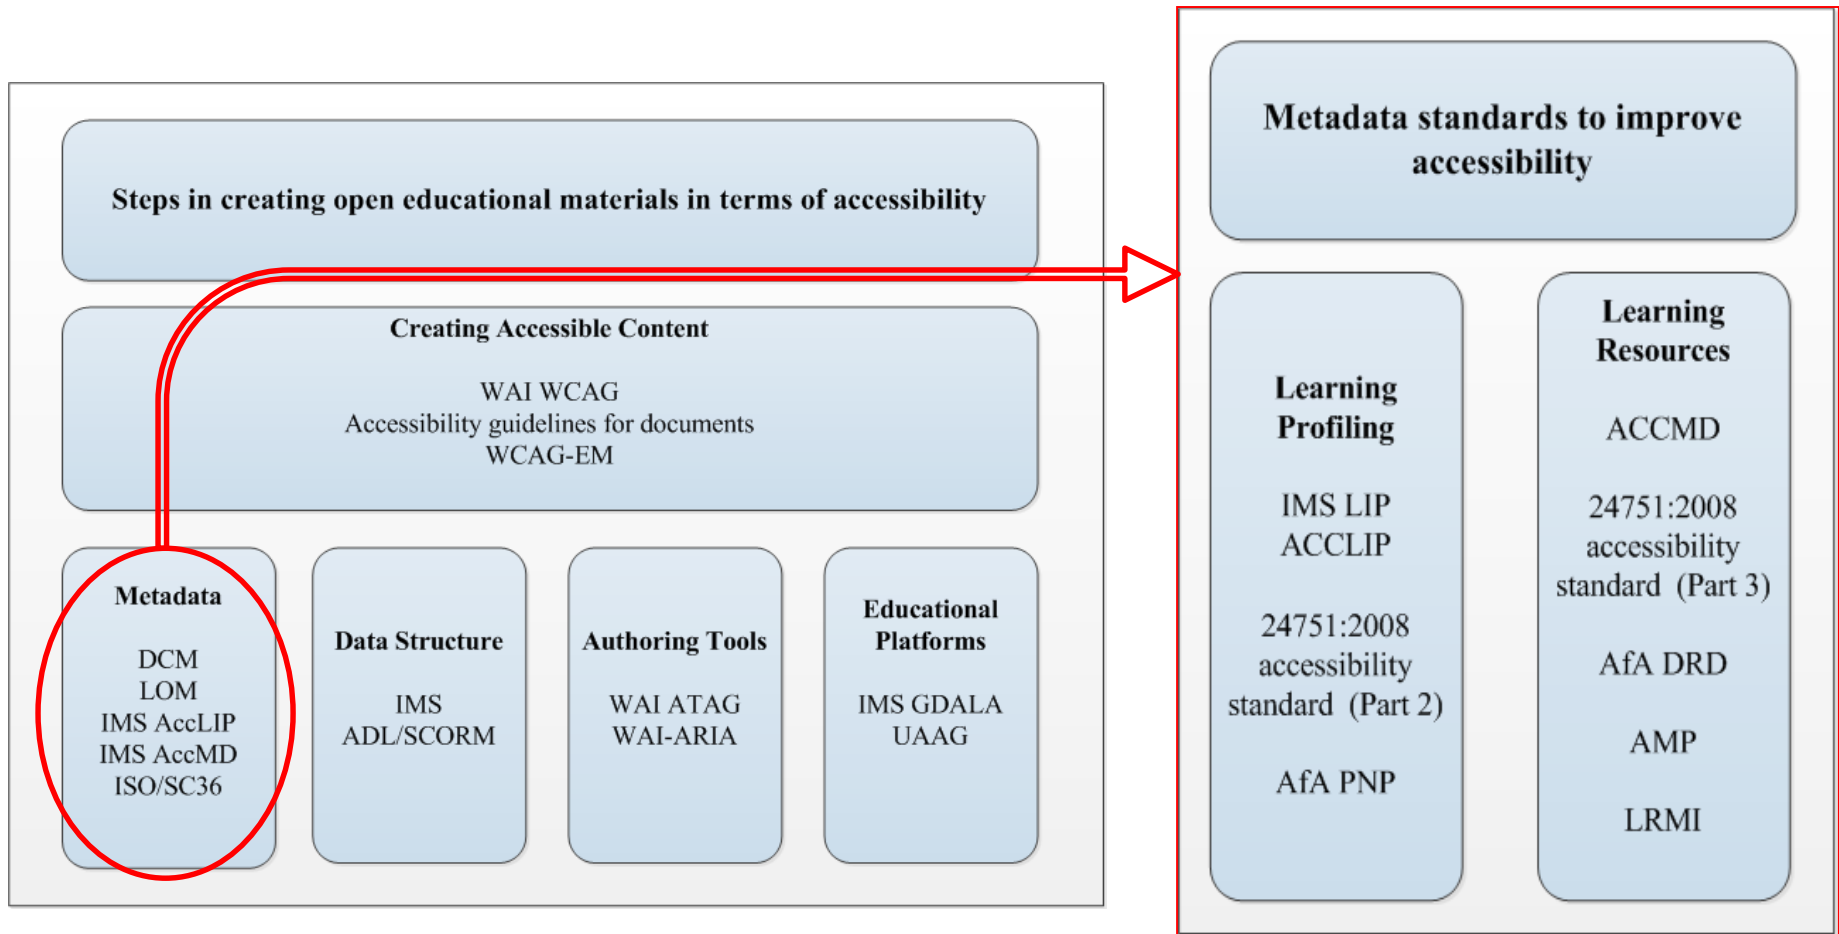 Steps in creating open educational materials in terms of accessibility
Creating Accessible Content
WAI WCAG
Accessibility guidelines for documents
WCAG-EM
Metadata
DCM
LOM
IMS AccLIP
IMS AccMD
ISO/SC36
Data Structure
IMS
ADL/SCORM
Authoring Tools
WAI ATAG
WAI-ARIA
Educational
Platforms
IMS GDALA
UAAG
Metadata standards to improve
accessibility
Learning
Profiling
IMS LIP
ACCLIP
24751:2008
accessibility
standard (Part 2)
AfA PNP
Learning
Resources
ACCMD
24751:2008
accessibility
standard (Part 3)
AfA DRD
AMP
LRMI